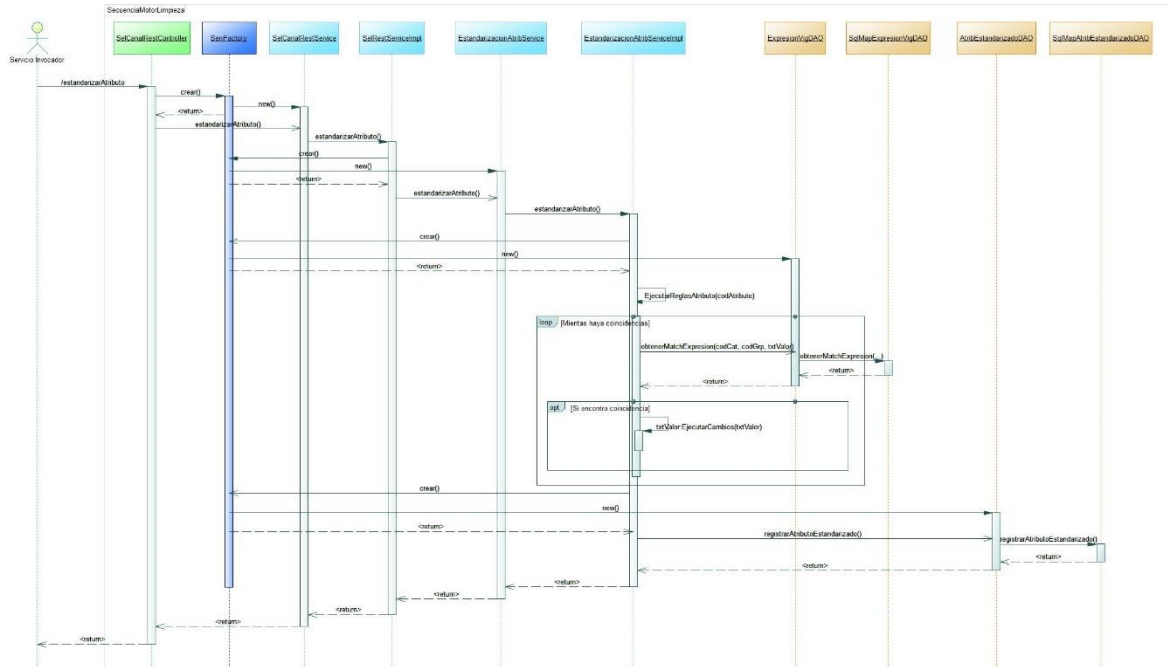 SecuenciaMotorLimpieza
SelCanalRestController
ServFactory
SelCanalRestService
SelRestServiceImpl
EstandarizacionAtribService
EstandarizacionAtribServiceImpl
ExpresionVigDAO
SqlMapExpresionVigDAO
AtribEstandarizadoDAO
SqlMapAtribEstandarizadoDAO
Servicio Invocador
/estandarizarAtributo
crear()
new()
<return>
estandarizarAtributo()
estandarizarAtributo()
crear()
new()
<return>
estandarizarAtributo()
estandarizarAtributo()
crear()
new()
<return>
EjecutarReglasAtributo(codAtributo)
loop
[Mientas haya coincidencias]
obtenerMatchExpresion(codCat, codGrp, txtValor)
obtenerMatchExpresion(...)
<return>
<return>
opt
[Si encontro coincidencia]
txtValor:EjecutarCambios(txtValor)
crear()
new()
<return>
registrarAtributoEstandarizado()
registrarAtributoEstandarizado()
<return>
<return>
<return>
<return>
<return>
<return>
<return>